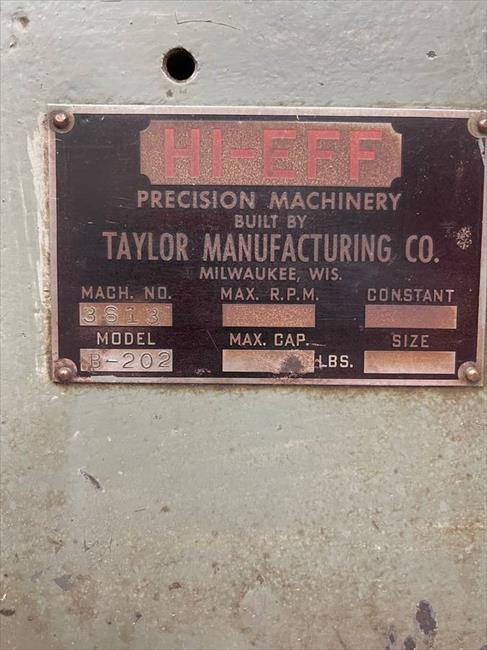 HI-EFF
PRECISION MACHINERY
BUILT BY
TAYLOR MANUFACTURING CO.
MILWAUKEE, WIS.
MACH. NO. MAX. R.P.M. CONSTANT
3613
MODEL MAX. CAP. SIZE
B-202 LBS.